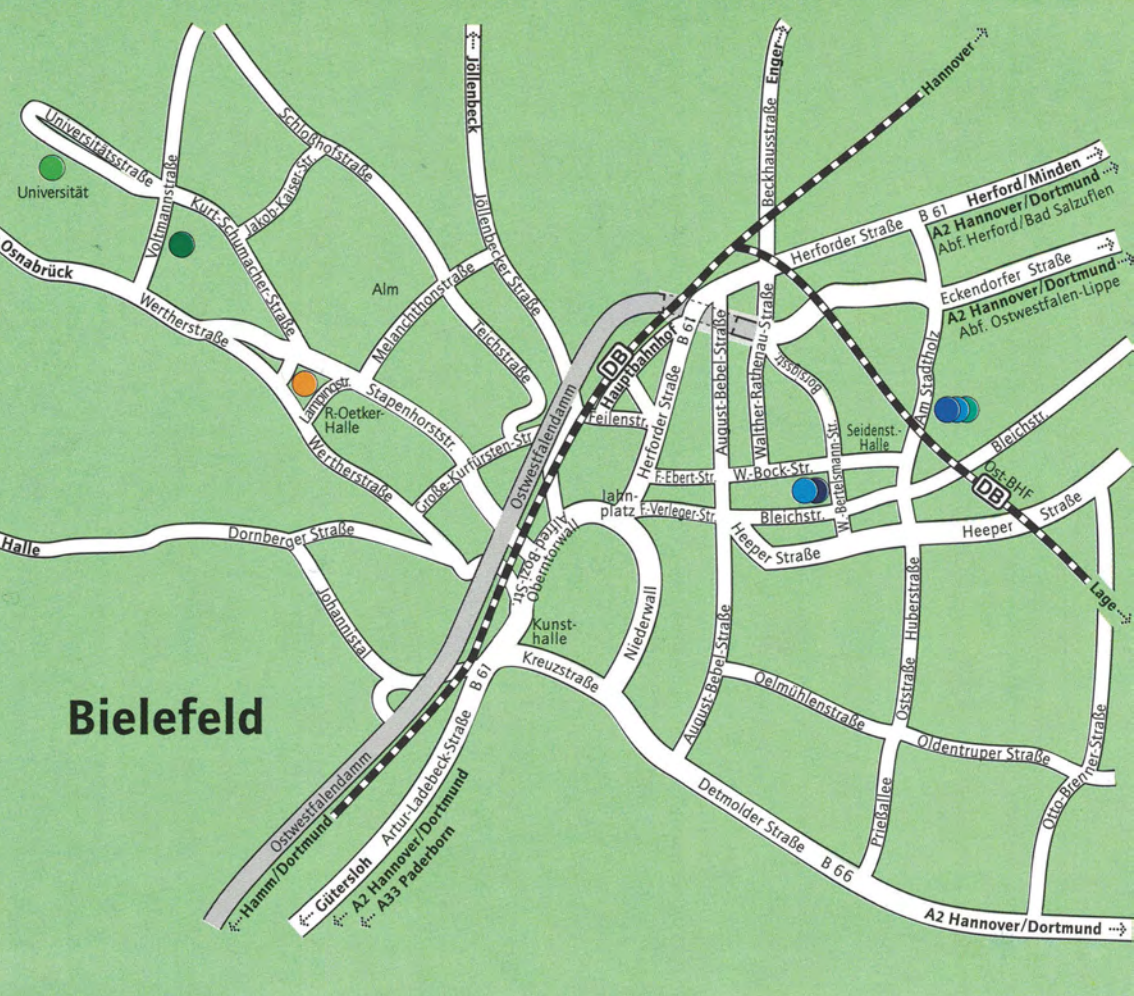 Enger
Hannover
Jöllenbeck
Beckhausstraße
Universitätsstraße
Schloßhofstraße
Universität
Voltmannstraße
Jakob-Kaiser-Str.
Kurt-Schumacher-Straße
Herford/Minden
B 61
A2 Hannover/Dortmund
Abf. Herford/Bad Salzuflen
Herforder Straße
Osnabrück
Jöllenbecker Straße
Eckendorfer Straße
A2 Hannover/Dortmund
Abf. Ostwestfalen-Lippe
Alm
Melanchthonstraße
Wertherstraße
Teichstraße
DB
Hauptbahnhof
B 61
August-Bebel-Straße
Walther-Rathenau-Straße
Borsigstr.
Am Stadtholz
Lampingstr.
R-Oetker-
Halle
Stapenhorststr.
Ostwestfalendamm
Feilenstr.
Herforder Straße
Seidenst.-
Halle
Bleichstr.
Wertherstraße
Große-Kurfürsten-Str.
F.-Ebert-Str.
W.-Bock-Str.
W.-Bertelsmann-Str.
Ost-BHF
DB
Jahn-
platz
F.-Verleger-Str.
Bleichstr.
Heeper Straße
Heeper
Straße
Halle
Dornberger Straße
Alfred-Bozi-Str.
Oberntorwall
Johannistal
Kunst-
halle
Niederwall
Huberstraße
Lage
Kreuzstraße
August-Bebel-Straße
Oelmühlenstraße
Oststraße
Oldentruper Straße
Bielefeld
B 61
Artur-Ladebeck-Straße
Ostwestfalendamm
Hamm/Dortmund
Gütersloh
A2 Hannover/Dortmund
A33 Paderborn
Detmolder Straße
B 66
Prießallee
Otto-Brenner-Straße
A2 Hannover/Dortmund